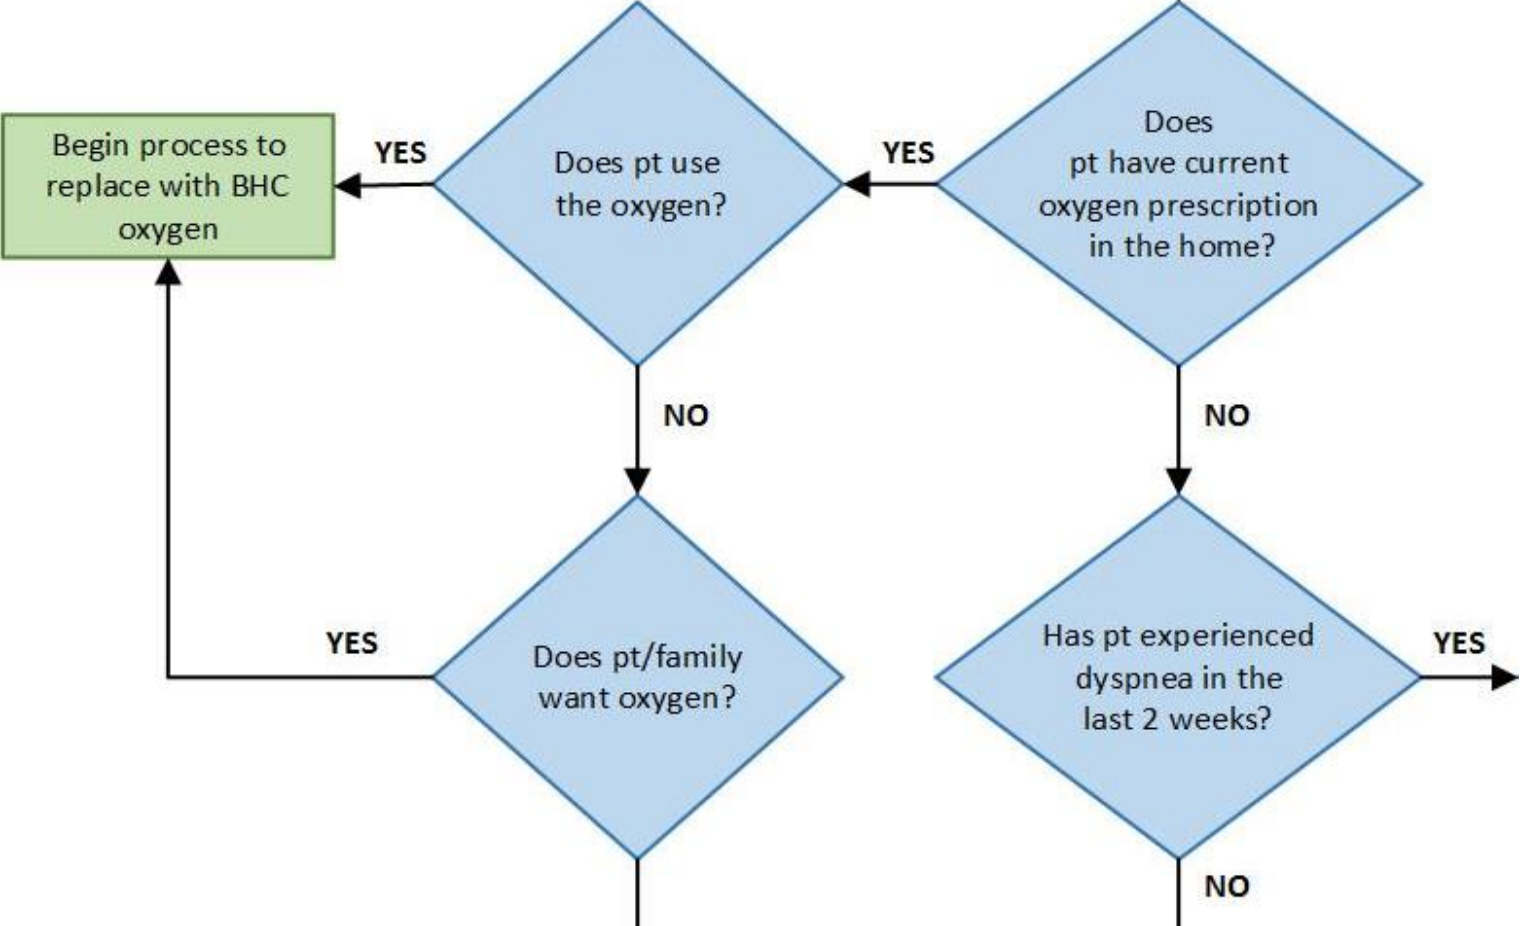 Begin process to
replace with BHC
oxygen
YES
Does pt use
the oxygen?
YES
Does
pt have current
oxygen prescription
in the home?
NO
NO
YES
Does pt/family
want oxygen?
Has pt experienced
dyspnea in the
last 2 weeks?
YES
NO